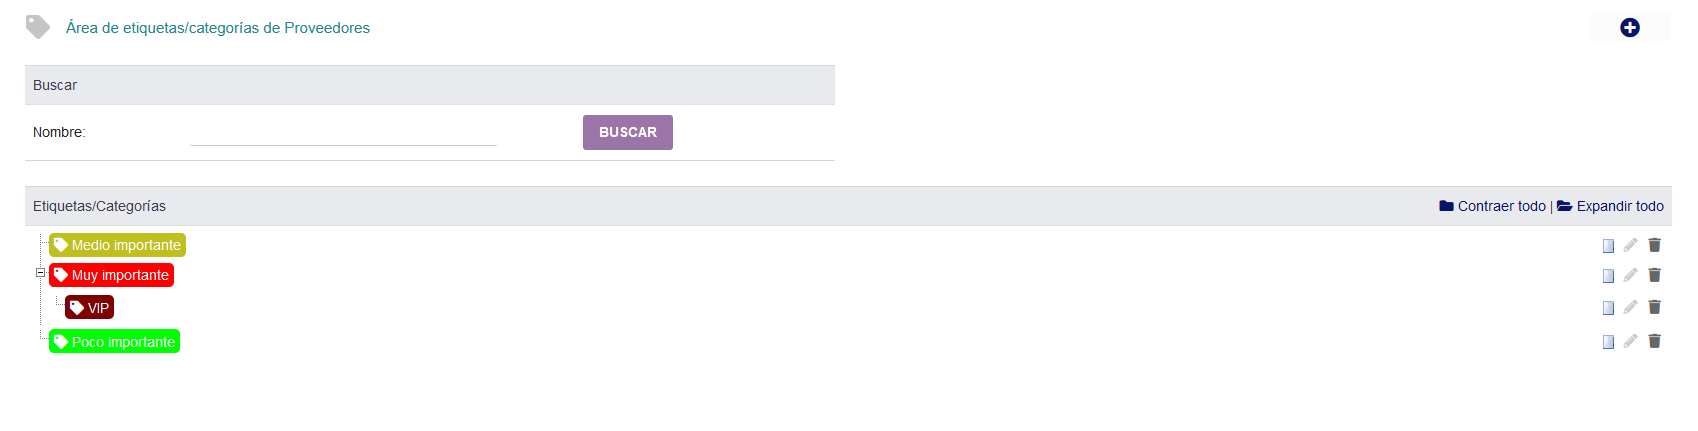 Área de etiquetas/categorías de Proveedores
Buscar
Nombre: BUSCAR
Etiquetas/Categorías Contraer todo | Expandir todo
Medio importante
Muy importante
VIP
Poco importante